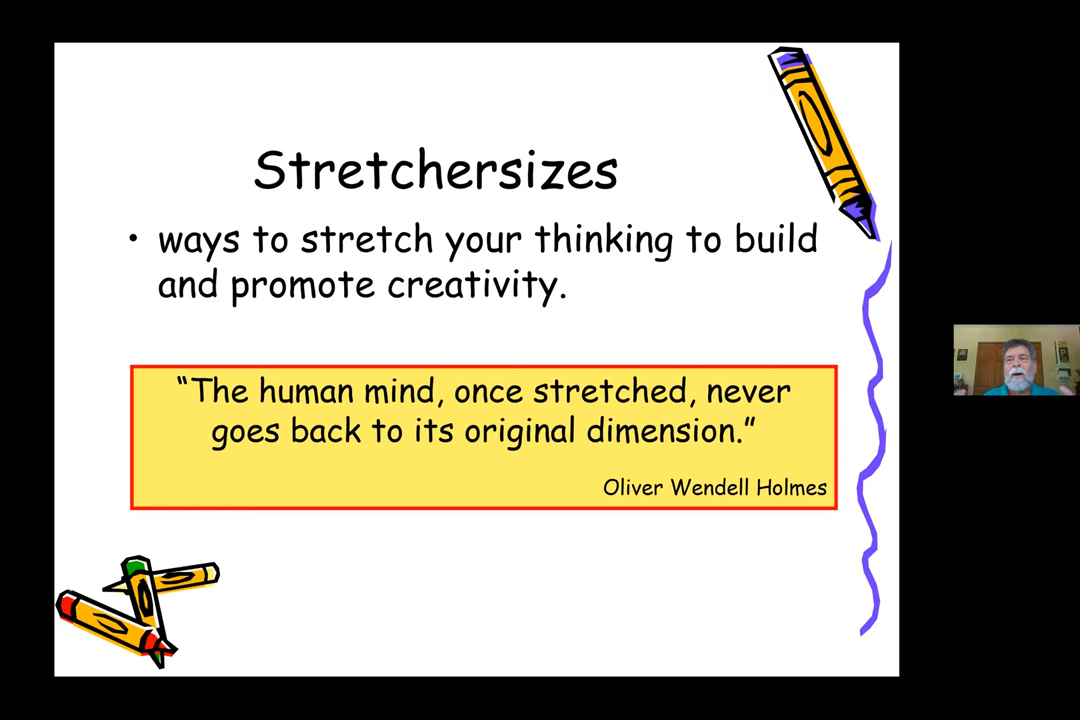 Stretchersizes
• ways to stretch your thinking to build
and promote creativity.
“The human mind, once stretched, never
goes back to its original dimension.”
Oliver Wendell Holmes